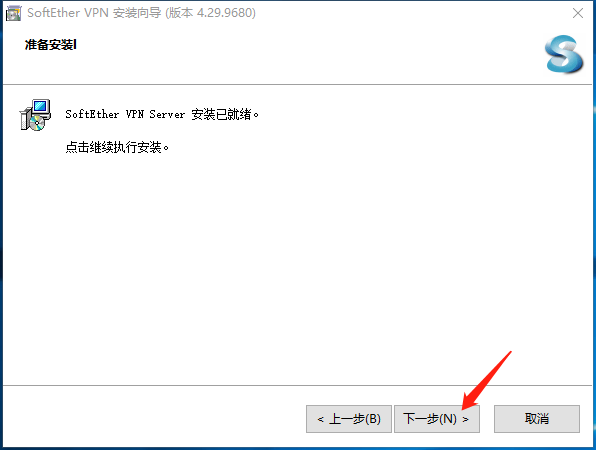 SoftEther VPN 安装向导 (版本 4.29.9680)
准备安装l
SoftEther VPN Server 安装已就绪。
点击继续执行安装。
< 上一步(B)
下一步(N) >
取消